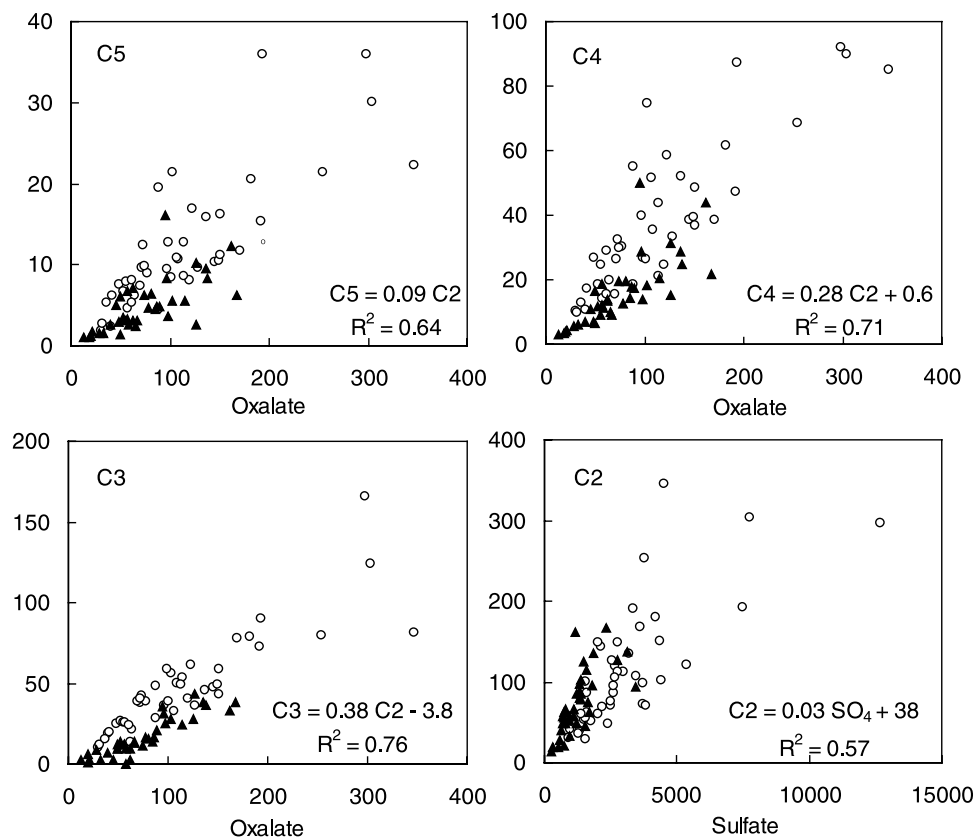 40
C5
30
20
10
C5 = 0.09 C2
R² = 0.64
0
0 100 200 300 400
Oxalate
100
C4
80
60
40
20
C4 = 0.28 C2 + 0.6
R² = 0.71
0
0 100 200 300 400
Oxalate
200
C3
150
100
50
C3 = 0.38 C2 - 3.8
R² = 0.76
0
0 100 200 300 400
Oxalate
400
C2
300
200
100
C2 = 0.03 SO₄ + 38
R² = 0.57
0
0 5000 10000 15000
Sulfate